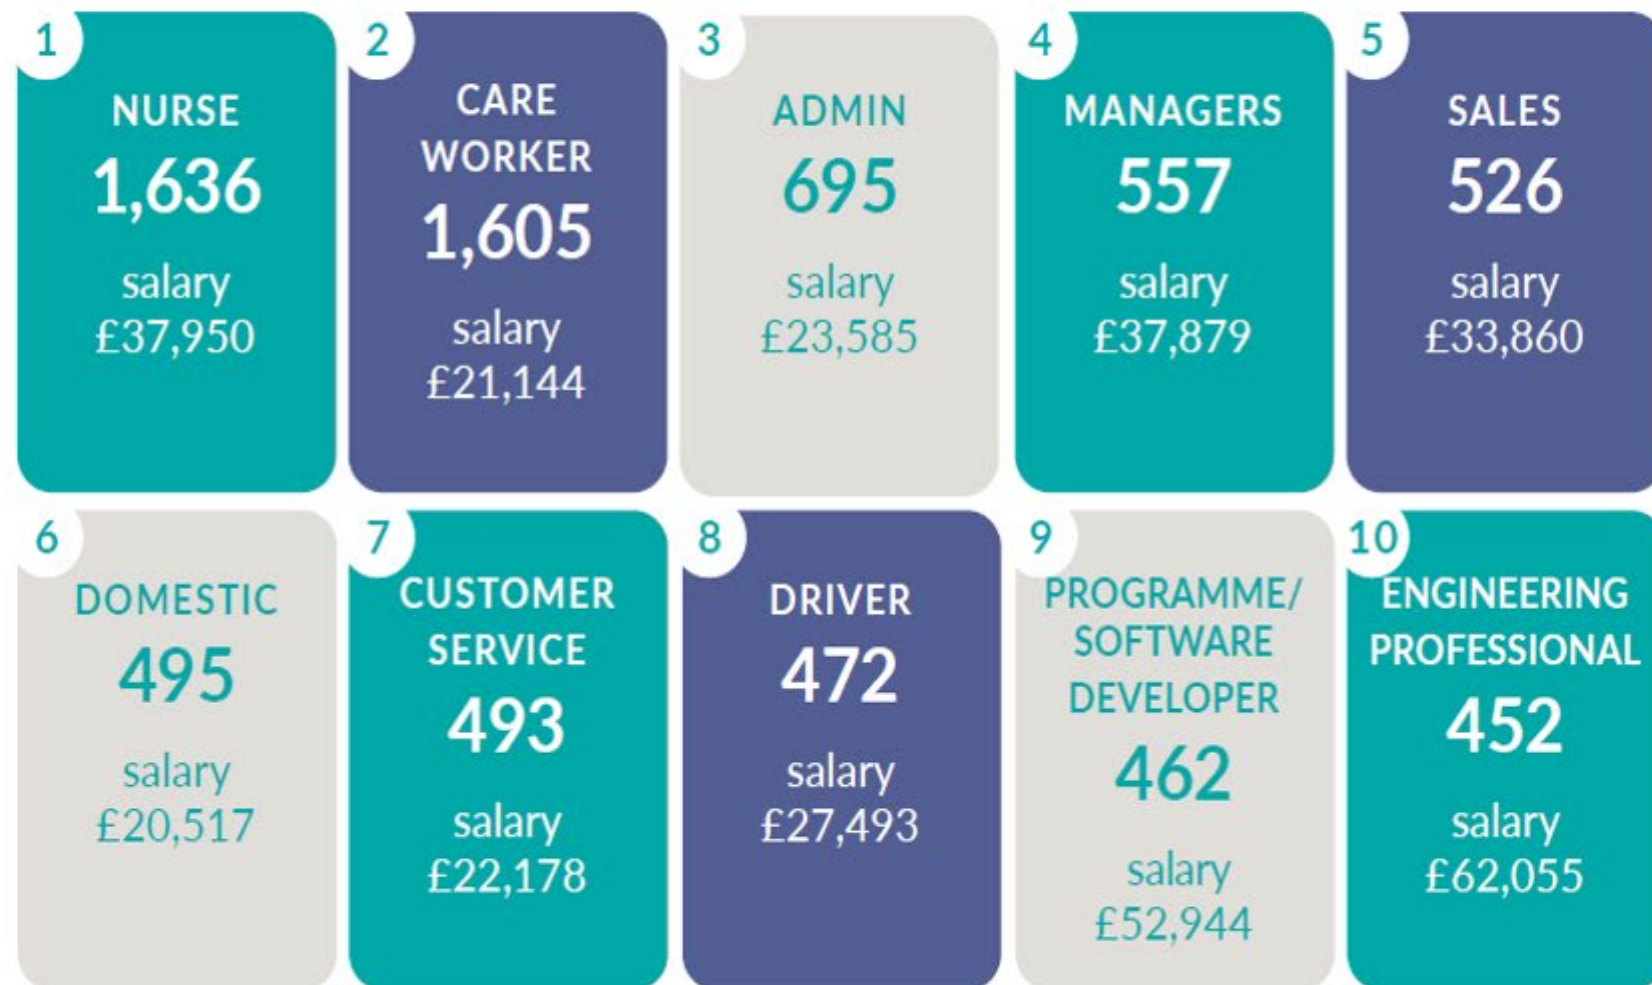 1
NURSE
1,636
salary
£37,950
2
CARE
WORKER
1,605
salary
£21,144
3
ADMIN
695
salary
£23,585
4
MANAGERS
557
salary
£37,879
5
SALES
526
salary
£33,860
6
DOMESTIC
495
salary
£20,517
7
CUSTOMER
SERVICE
493
salary
£22,178
8
DRIVER
472
salary
£27,493
9
PROGRAMME/
SOFTWARE
DEVELOPER
462
salary
£52,944
10
ENGINEERING
PROFESSIONAL
452
salary
£62,055